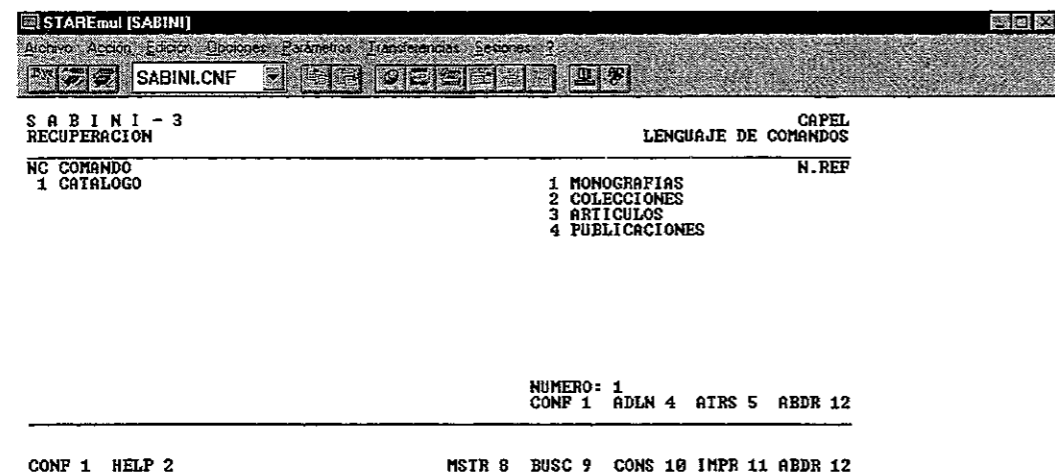 STAREmul [SABINI]
Archivo Accion Edición Opciones Parámetros Transferencias Sesiones ?
SABINI.CNF
S A B I N I - 3 CAPEL
RECUPERACION LENGUAJE DE COMANDOS
NC COMANDO N.REF
1 CATALOGO 1 MONOGRAFIAS
2 COLECCIONES
3 ARTICULOS
4 PUBLICACIONES
NUMERO: 1
CONF 1 ADLN 4 ATRS 5 ABDR 12
CONF 1 HELP 2 MSTR 8 BUSC 9 CONS 10 IMPR 11 ABDR 12